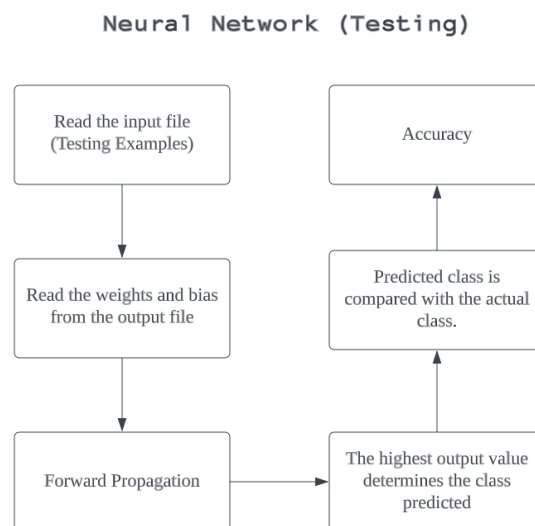 Neural Network (Testing)
Read the input file
(Testing Examples)
Read the weights and bias
from the output file
Forward Propagation
The highest output value
determines the class
predicted
Predicted class is
compared with the actual
class.
Accuracy